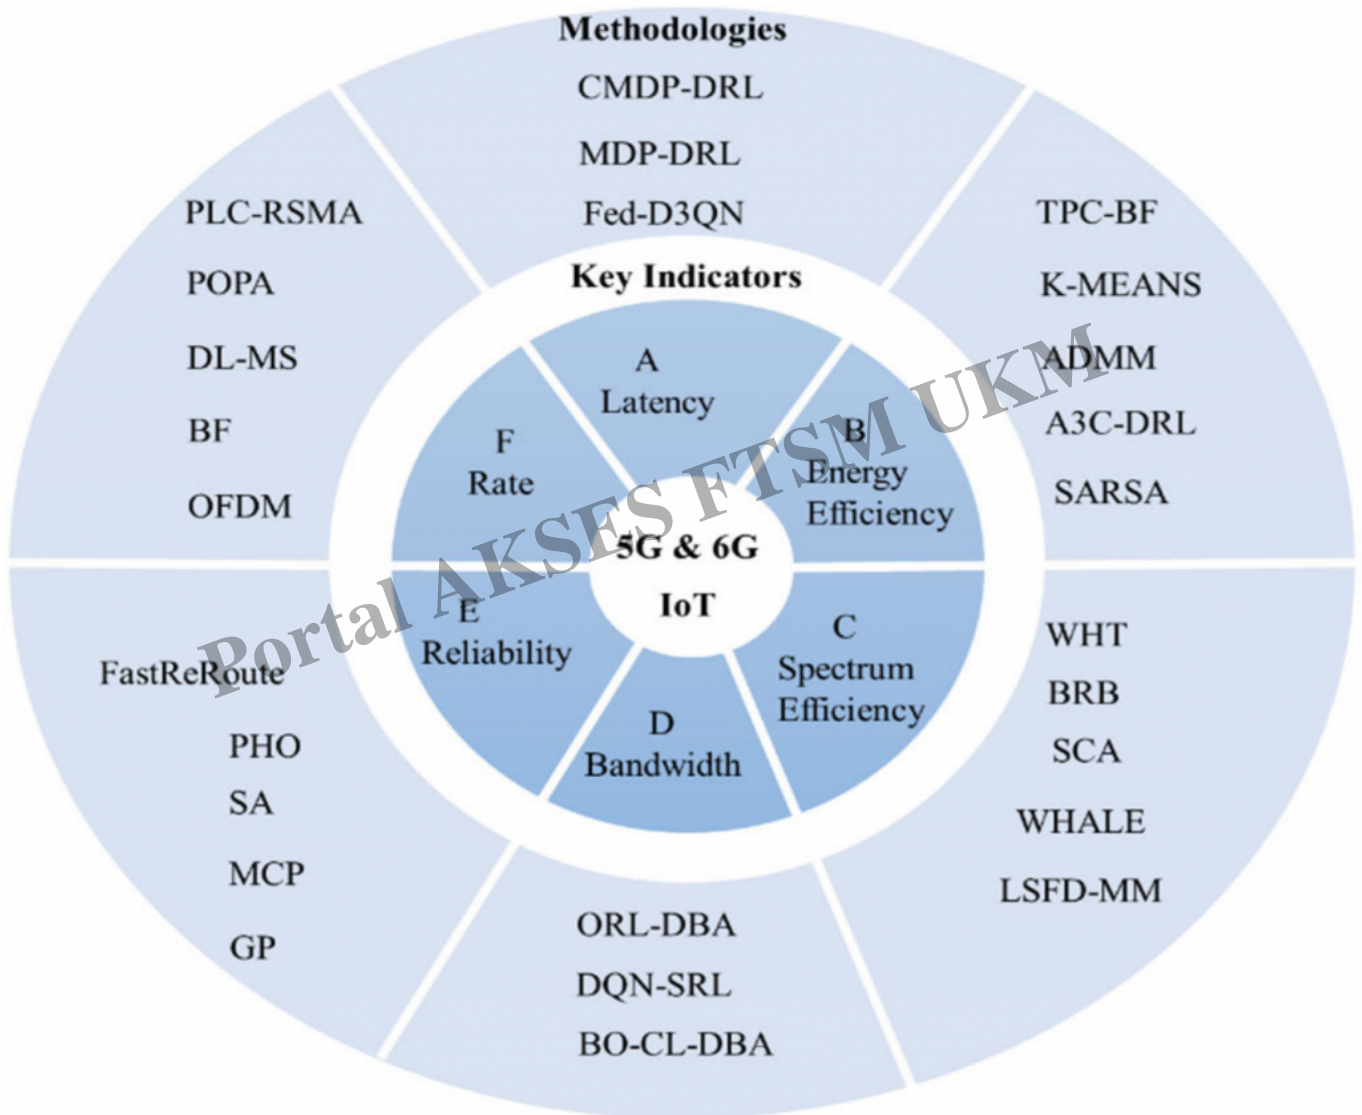 Methodologies
CMDP-DRL
MDP-DRL
Fed-D3QN
PLC-RSMA
POPA
DL-MS
BF
OFDM
TPC-BF
K-MEANS
ADMM
A3C-DRL
SARSA
Key Indicators
A
Latency
F
Rate
B
Energy
Efficiency
5G & 6G
IoT
E
Reliability
C
Spectrum
Efficiency
D
Bandwidth
FastReRoute
PHO
SA
MCP
GP
WHT
BRB
SCA
WHALE
LSFD-MM
ORL-DBA
DQN-SRL
BO-CL-DBA
Portal AKSES FTSM UKM